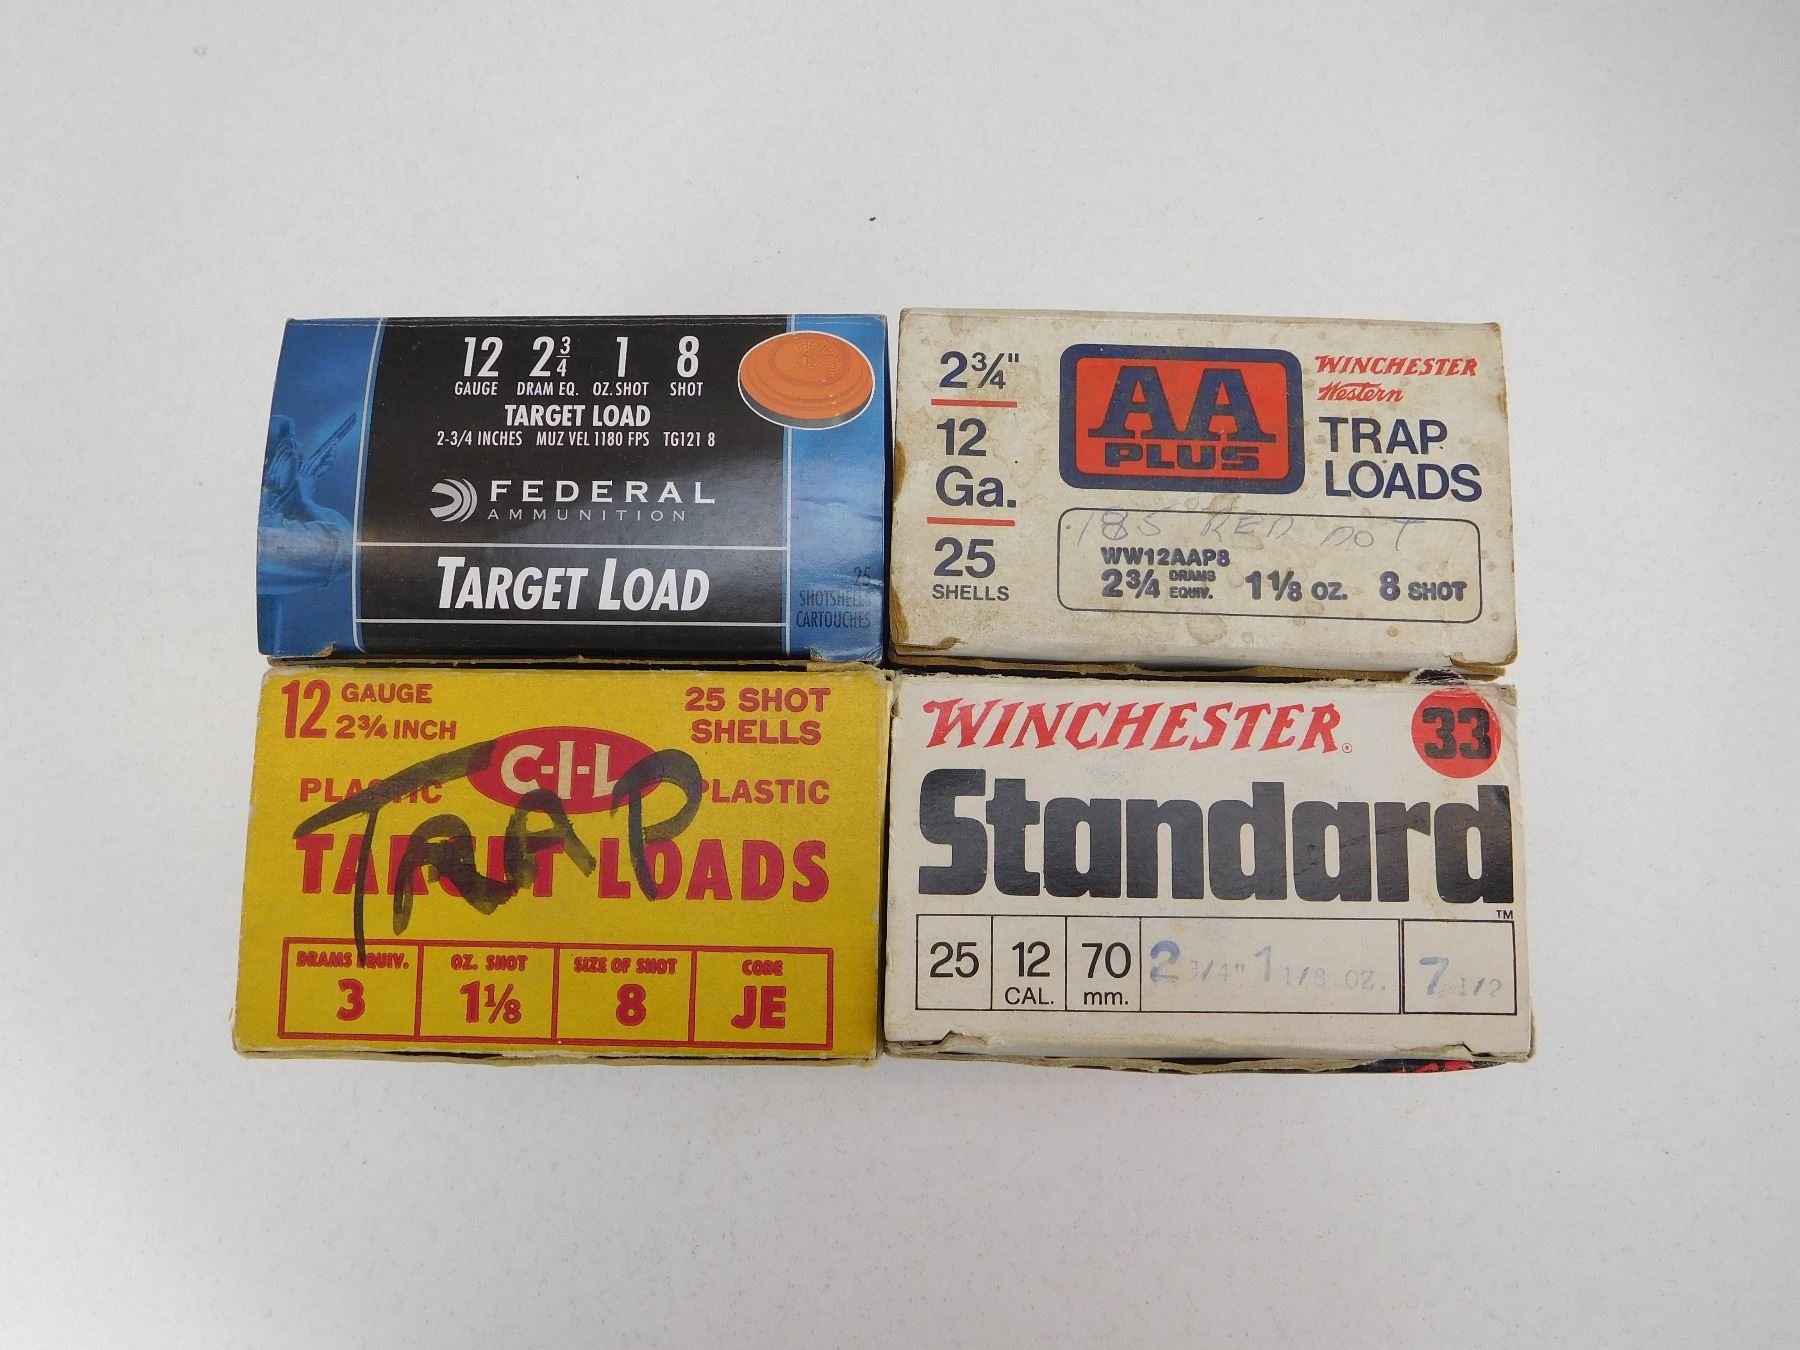 12 2 3/4 1 8
GAUGE DRAM EQ. OZ. SHOT SHOT
TARGET LOAD
2-3/4 INCHES MUZ VEL 1180 FPS TG121 8
FEDERAL
AMMUNITION
TARGET LOAD
25
SHOTSHELLS
CARTOUCHES
2¾"
12
Ga.
25
SHELLS
AA
PLUS
WINCHESTER
Western
TRAP
LOADS
185 RED DOT
WW12AAP8
2¾ DRAMS EQUIV. 1⅛ OZ. 8 SHOT
12 GAUGE
2¾ INCH
25 SHOT
SHELLS
C-I-L
PLASTIC PLASTIC
TRAP
TARGET LOADS
DRAMS EQUIV. OZ. SHOT SIZE OF SHOT CODE
3 1⅛ 8 JE
WINCHESTER® 33
Standard™
25 12 CAL. 70 mm. 2 3/4" 1 1/8 OZ. 7 1/2